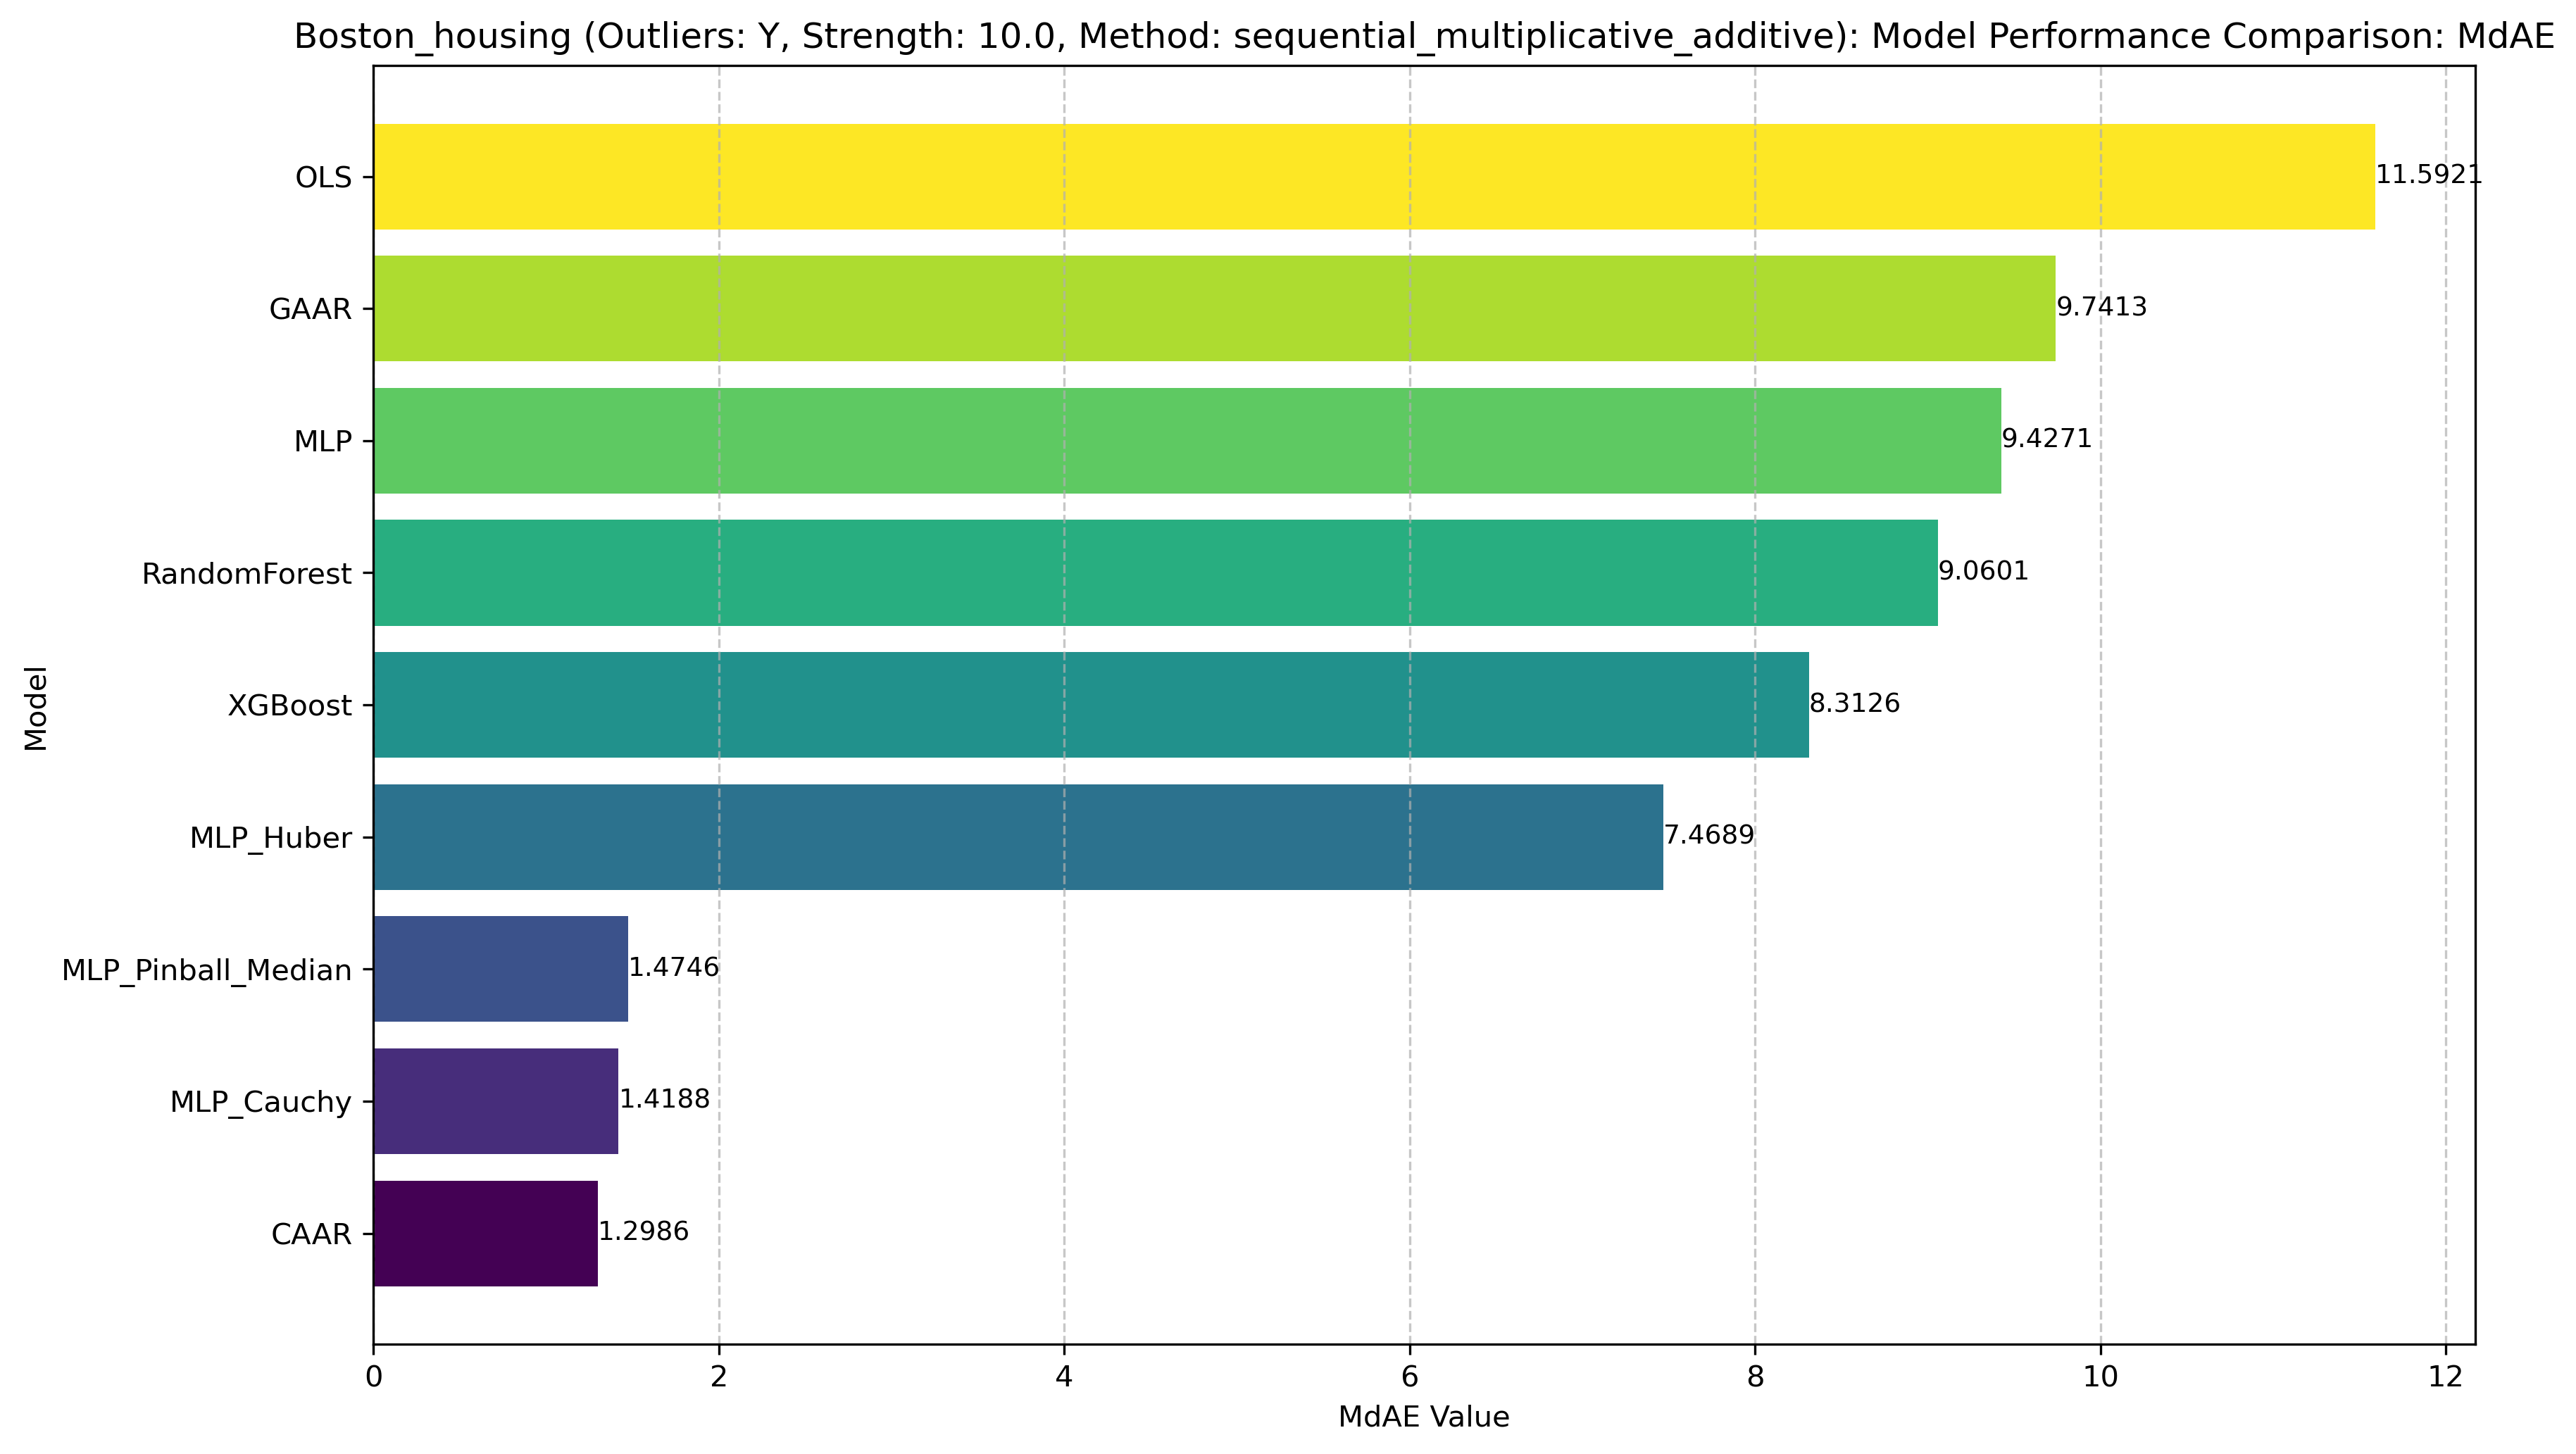 Boston_housing (Outliers: Y, Strength: 10.0, Method: sequential_multiplicative_additive): Model Performance Comparison: MdAE
OLS
11.5921
GAAR
9.7413
MLP
9.4271
RandomForest
9.0601
XGBoost
8.3126
Model
MLP_Huber
7.4689
MLP_Pinball_Median
1.4746
MLP_Cauchy
1.4188
CAAR
1.2986
0 2 4 6 8 10 12
MdAE Value